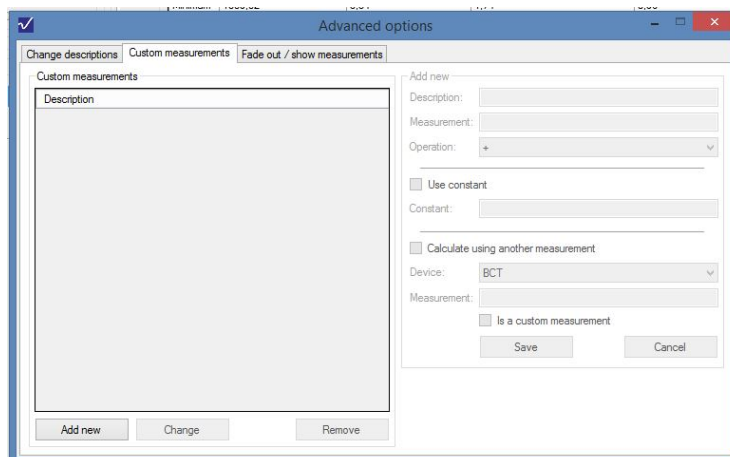 Minimum
Advanced options
Change descriptions Custom measurements Fade out / show measurements
Custom measurements
Description
Add new Change Remove
Add new
Description:
Measurement:
Operation: +
Use constant
Constant:
Calculate using another measurement
Device: BCT
Measurement:
Is a custom measurement
Save Cancel